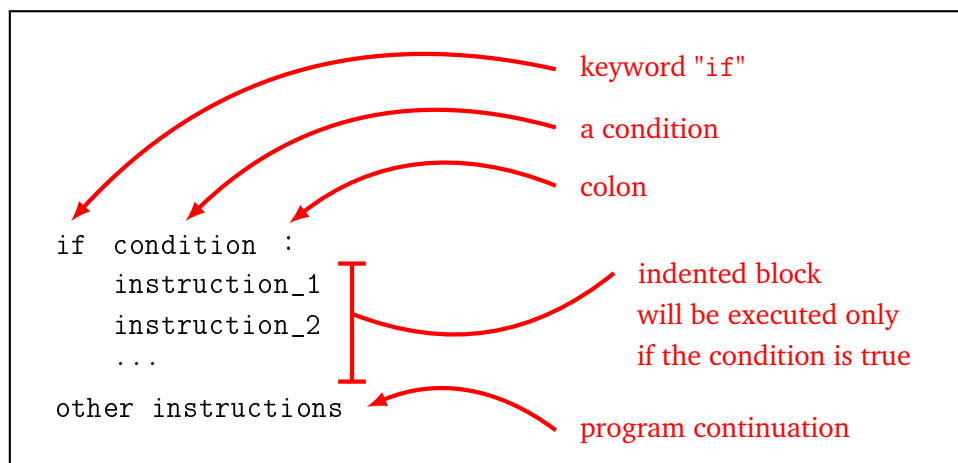 keyword "if"
a condition
colon
if condition :
instruction_1
instruction_2
...
other instructions
indented block
will be executed only
if the condition is true
program continuation